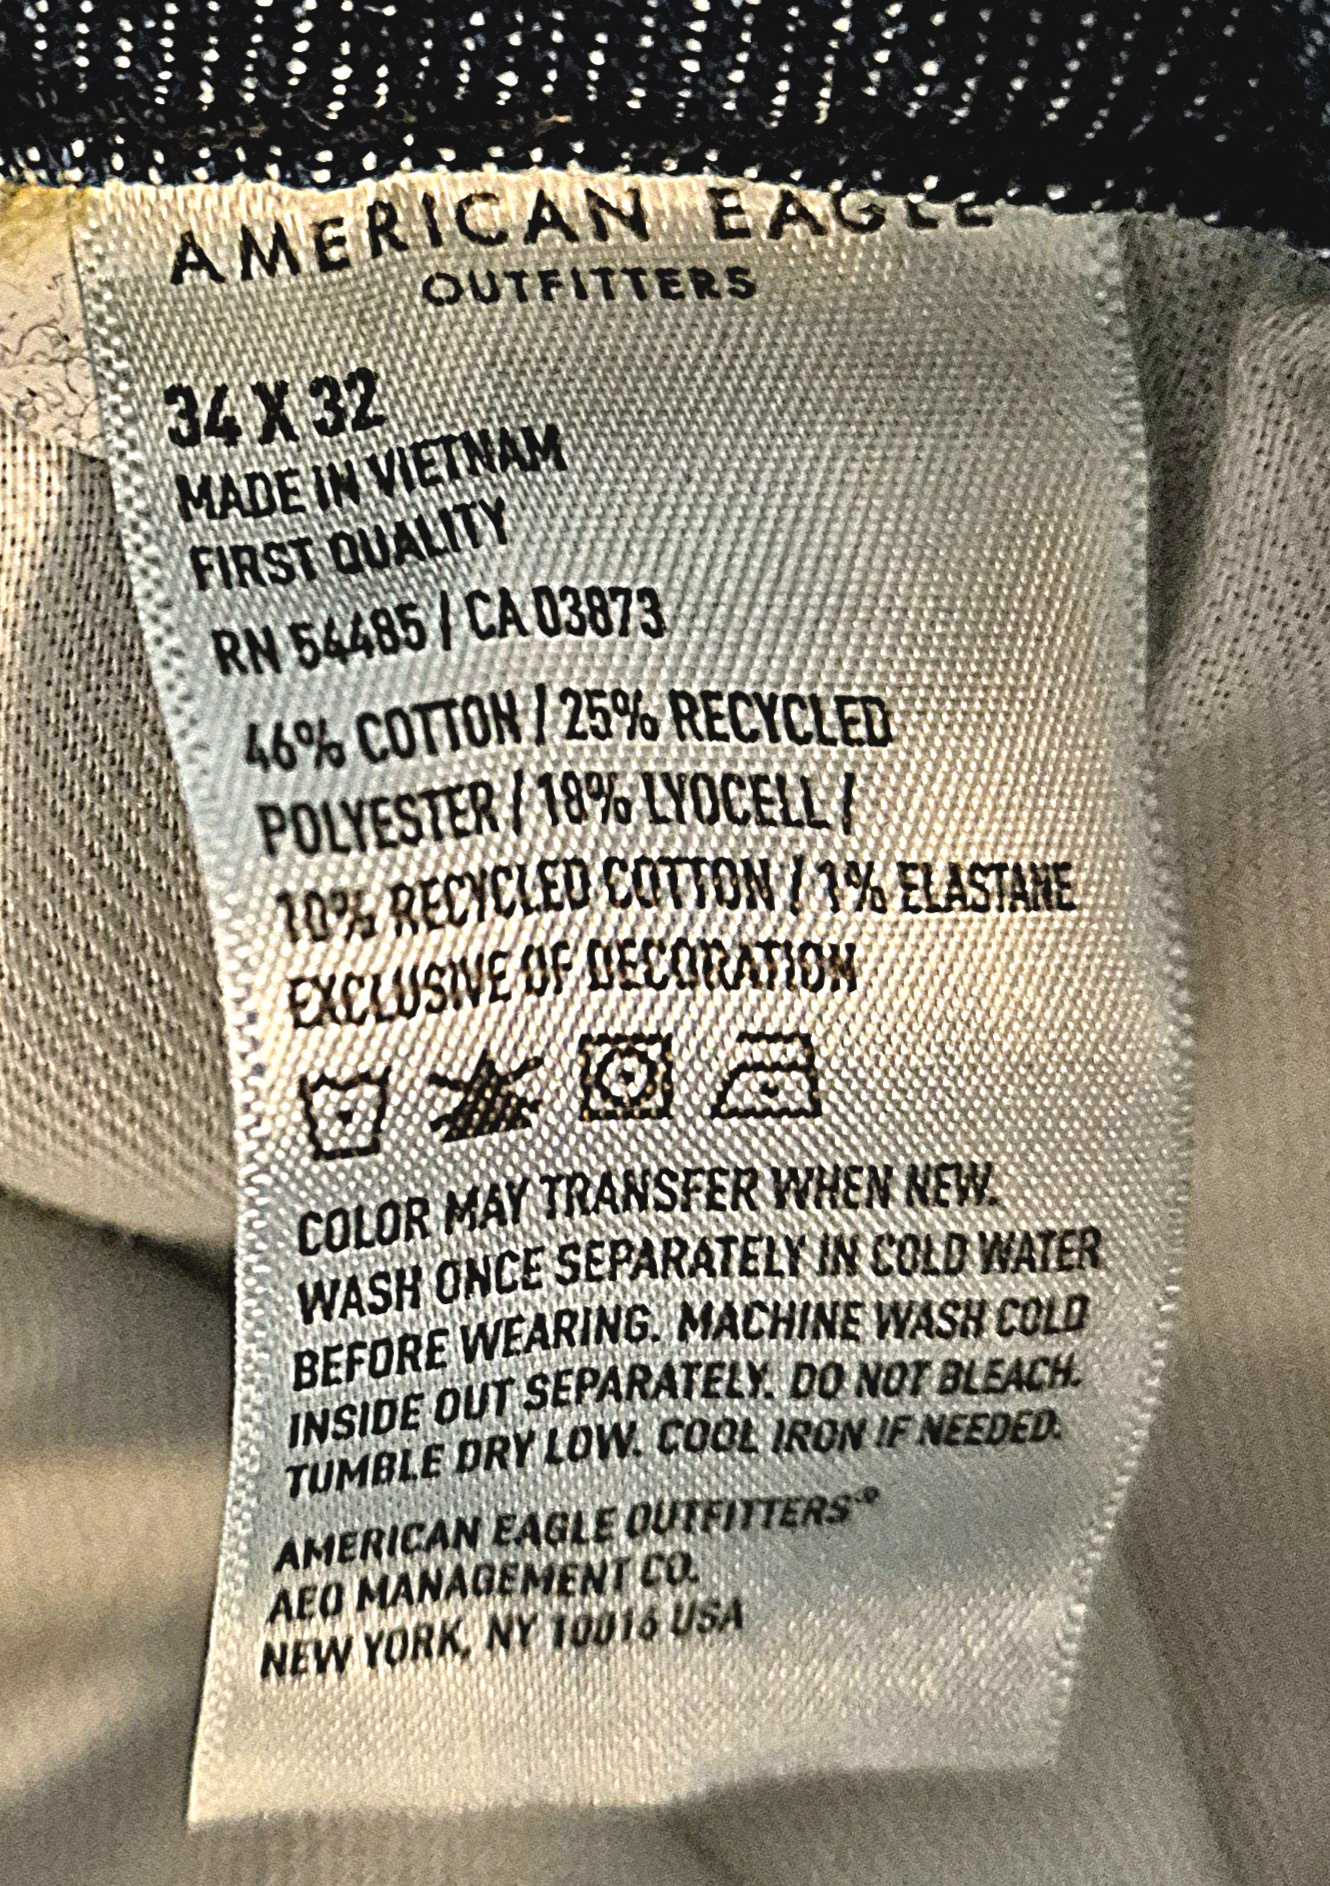 AMERICAN EAGLE
OUTFITTERS
34 X 32
MADE IN VIETNAM
FIRST QUALITY
RN 54485 / CA 03873
46% COTTON / 25% RECYCLED
POLYESTER / 18% LYOCELL /
10% RECYCLED COTTON / 1% ELASTANE
EXCLUSIVE OF DECORATION
COLOR MAY TRANSFER WHEN NEW.
WASH ONCE SEPARATELY IN COLD WATER
BEFORE WEARING. MACHINE WASH COLD
INSIDE OUT SEPARATELY. DO NOT BLEACH.
TUMBLE DRY LOW. COOL IRON IF NEEDED.
AMERICAN EAGLE OUTFITTERS®
AEO MANAGEMENT CO.
NEW YORK, NY 10016 USA